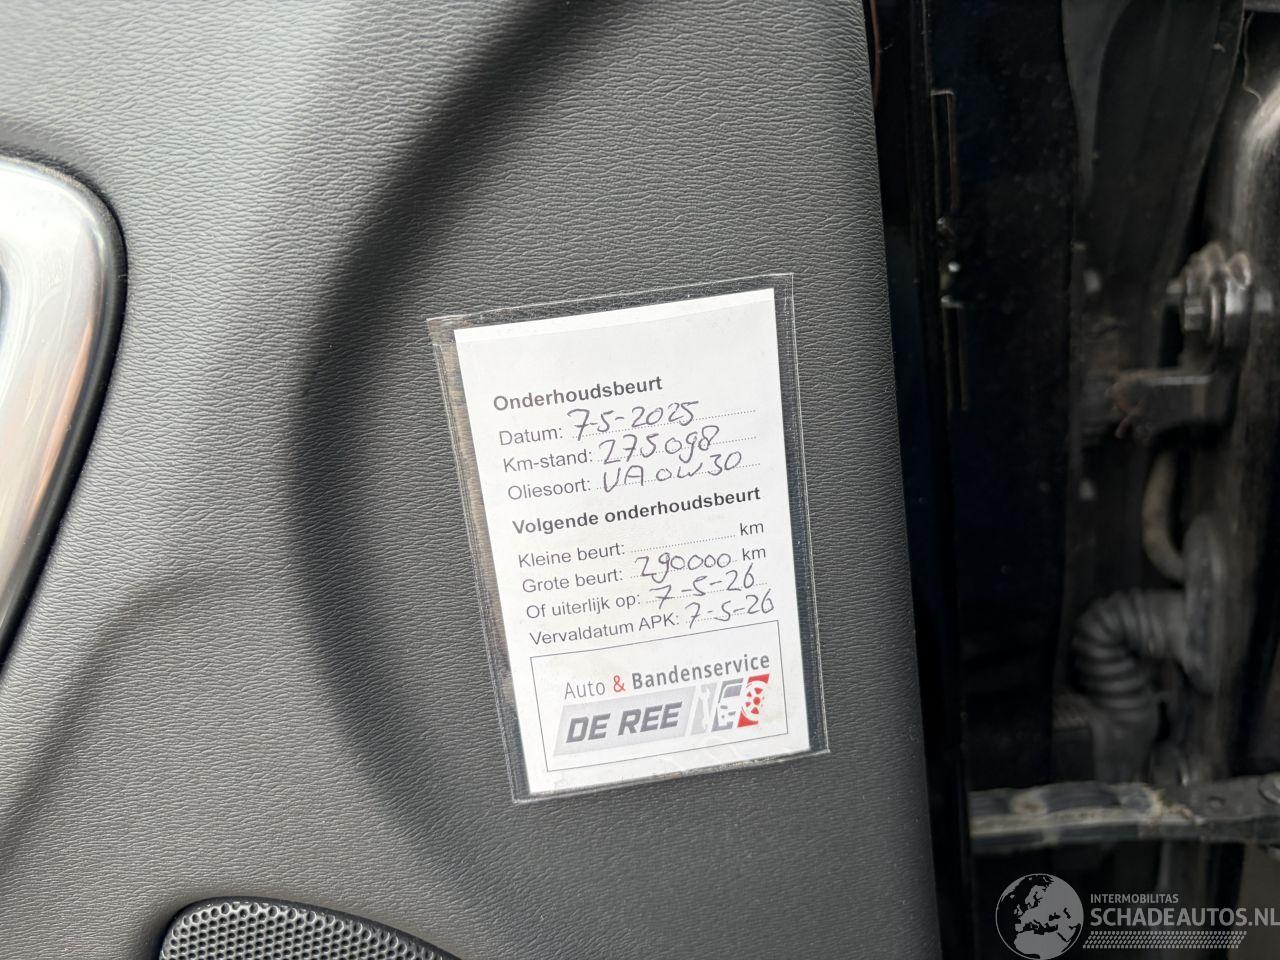 Onderhoudsbeurt
Datum: 7-5-2025
Km-stand: 275098
Oliesoort: VA 0W30
Volgende onderhoudsbeurt
Kleine beurt: km
Grote beurt: 290000 km
Of uiterlijk op: 7-5-26
Vervaldatum APK: 7-5-26
Auto & Bandenservice
DE REE
INTERMOBILITAS
SCHADEAUTOS.NL